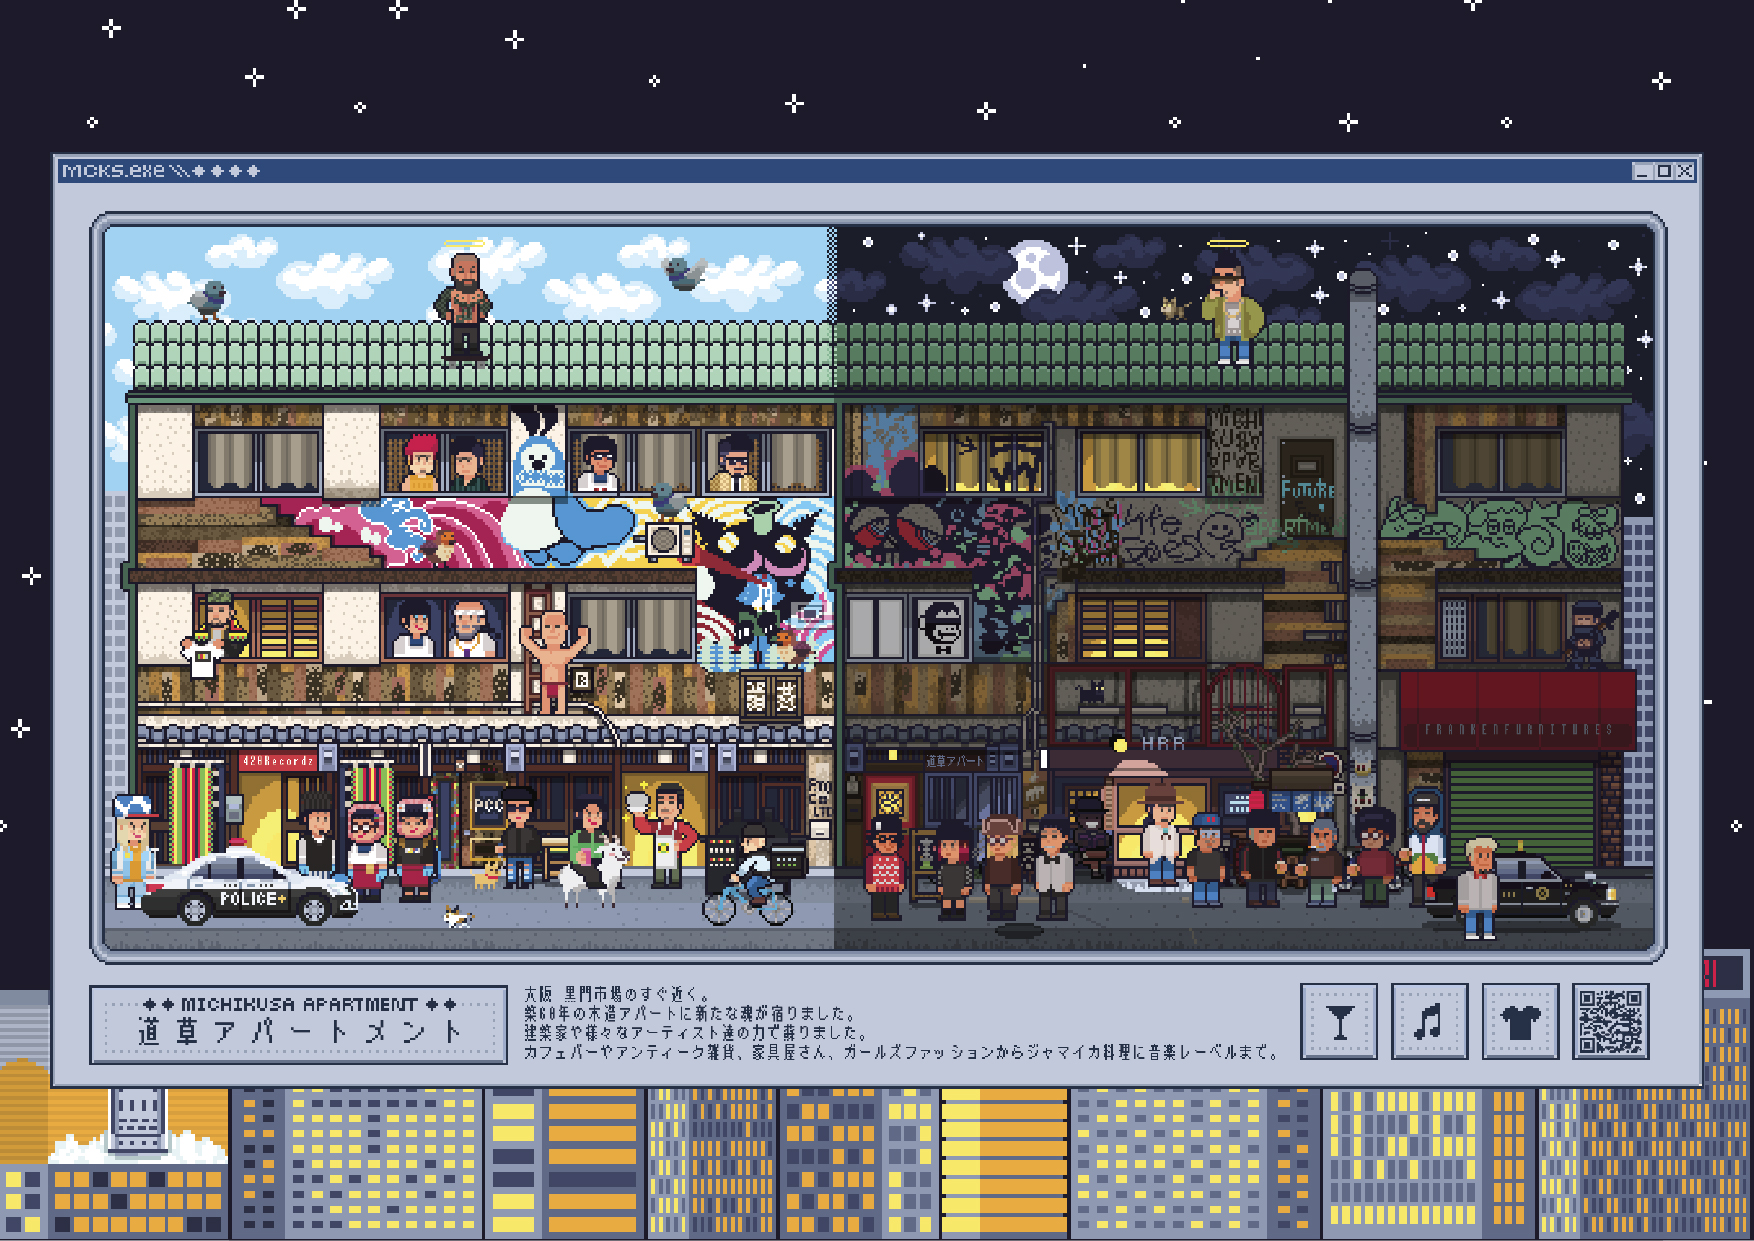 MCKS.exe
428Recordz
PCC
POLICE+
道草アパート
HRR
MICHI
KUSA
APAR
TMEN
FUTURE
Life
FRANKENFURNITURES
MICHIKUSA APARTMENT
道草アパートメント
大阪 黒門市場のすぐ近く。
築60年の木造アパートに新たな魂が宿りました。
建築家や様々なアーティスト達の力で蘇りました。
カフェバーやアンティーク雑貨、家具屋さん、ガールズファッションからジャマイカ料理に音楽レーベルまで。